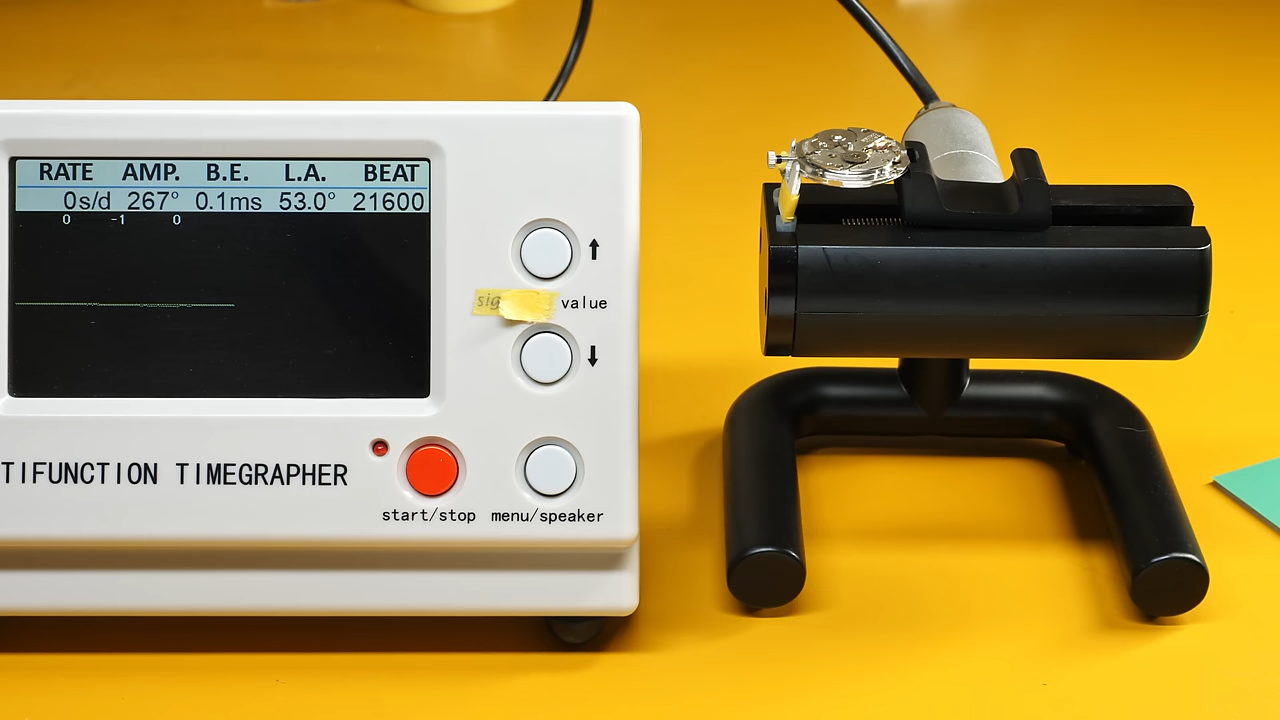 RATE AMP. B.E. L.A. BEAT
0s/d 267° 0.1ms 53.0° 21600
0 -1 0
↑
value
↓
TIFUNCTION TIMEGRAPHER
start/stop menu/speaker